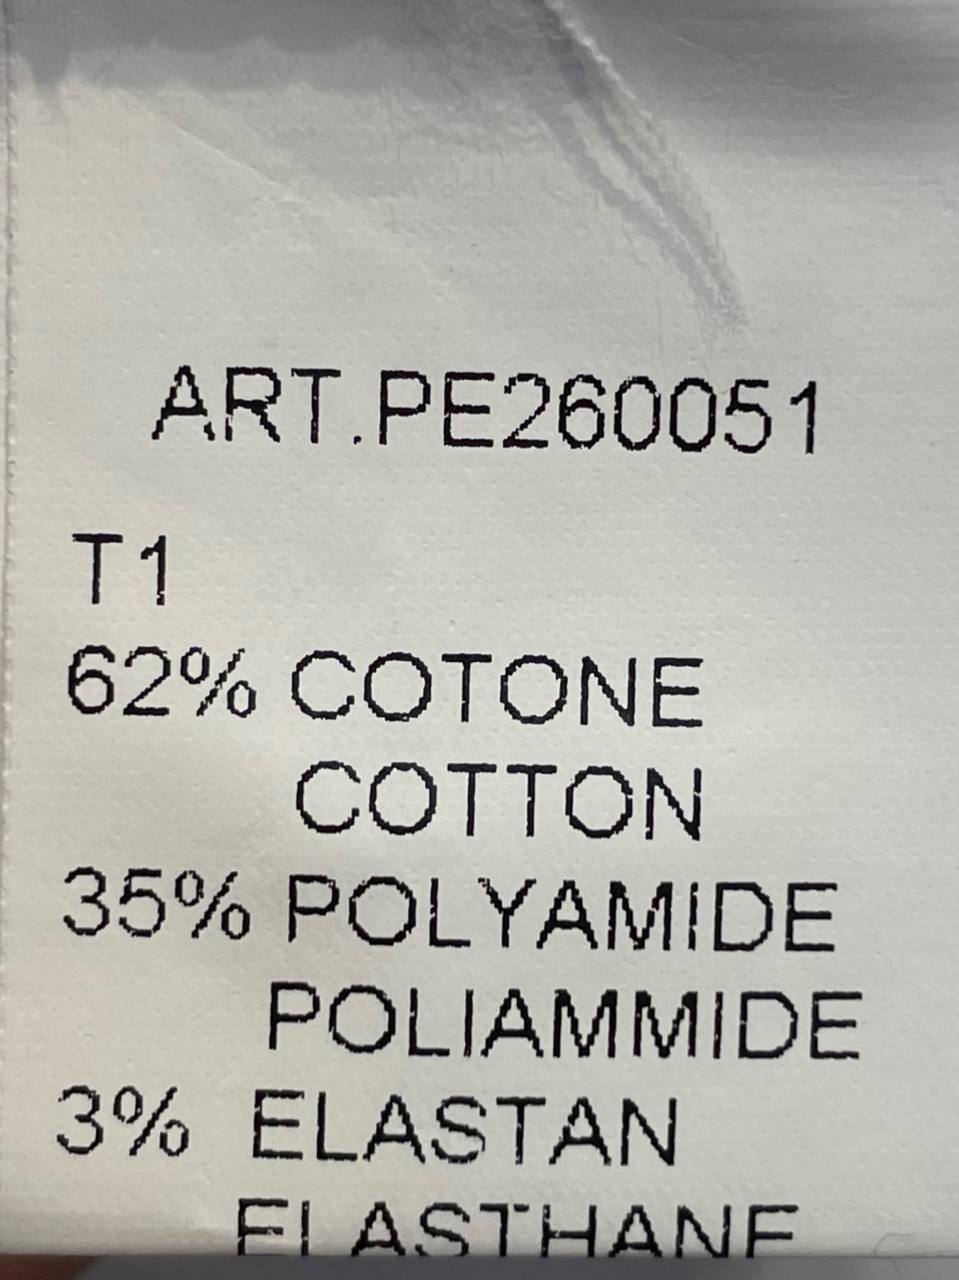 ART.PE260051
T1
62% COTONE
COTTON
35% POLYAMIDE
POLIAMMIDE
3% ELASTAN
ELASTHANE